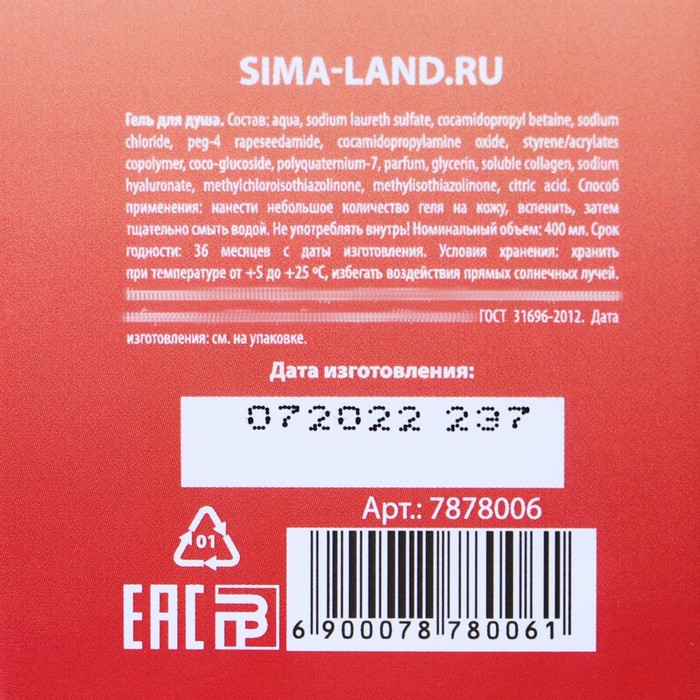 SIMA-LAND.RU
Гель для душа. Состав: aqua, sodium laureth sulfate, cocamidopropyl betaine, sodium
chloride, peg-4 rapeseedamide, cocamidopropylamine oxide, styrene/acrylates
copolymer, coco-glucoside, polyquaternium-7, parfum, glycerin, soluble collagen, sodium
hyaluronate, methylchloroisothiazolinone, methylisothiazolinone, citric acid. Способ
применения: нанести небольшое количество геля на кожу, вспенить, затем
тщательно смыть водой. Не употреблять внутрь! Номинальный объем: 400 мл. Срок
годности: 36 месяцев с даты изготовления. Условия хранения: хранить
при температуре от +5 до +25 °С, избегать воздействия прямых солнечных лучей.
ГОСТ 31696-2012. Дата
изготовления: см. на упаковке.
Дата изготовления:
072022 237
Арт.: 7878006
01
EAC
6 900078 780061